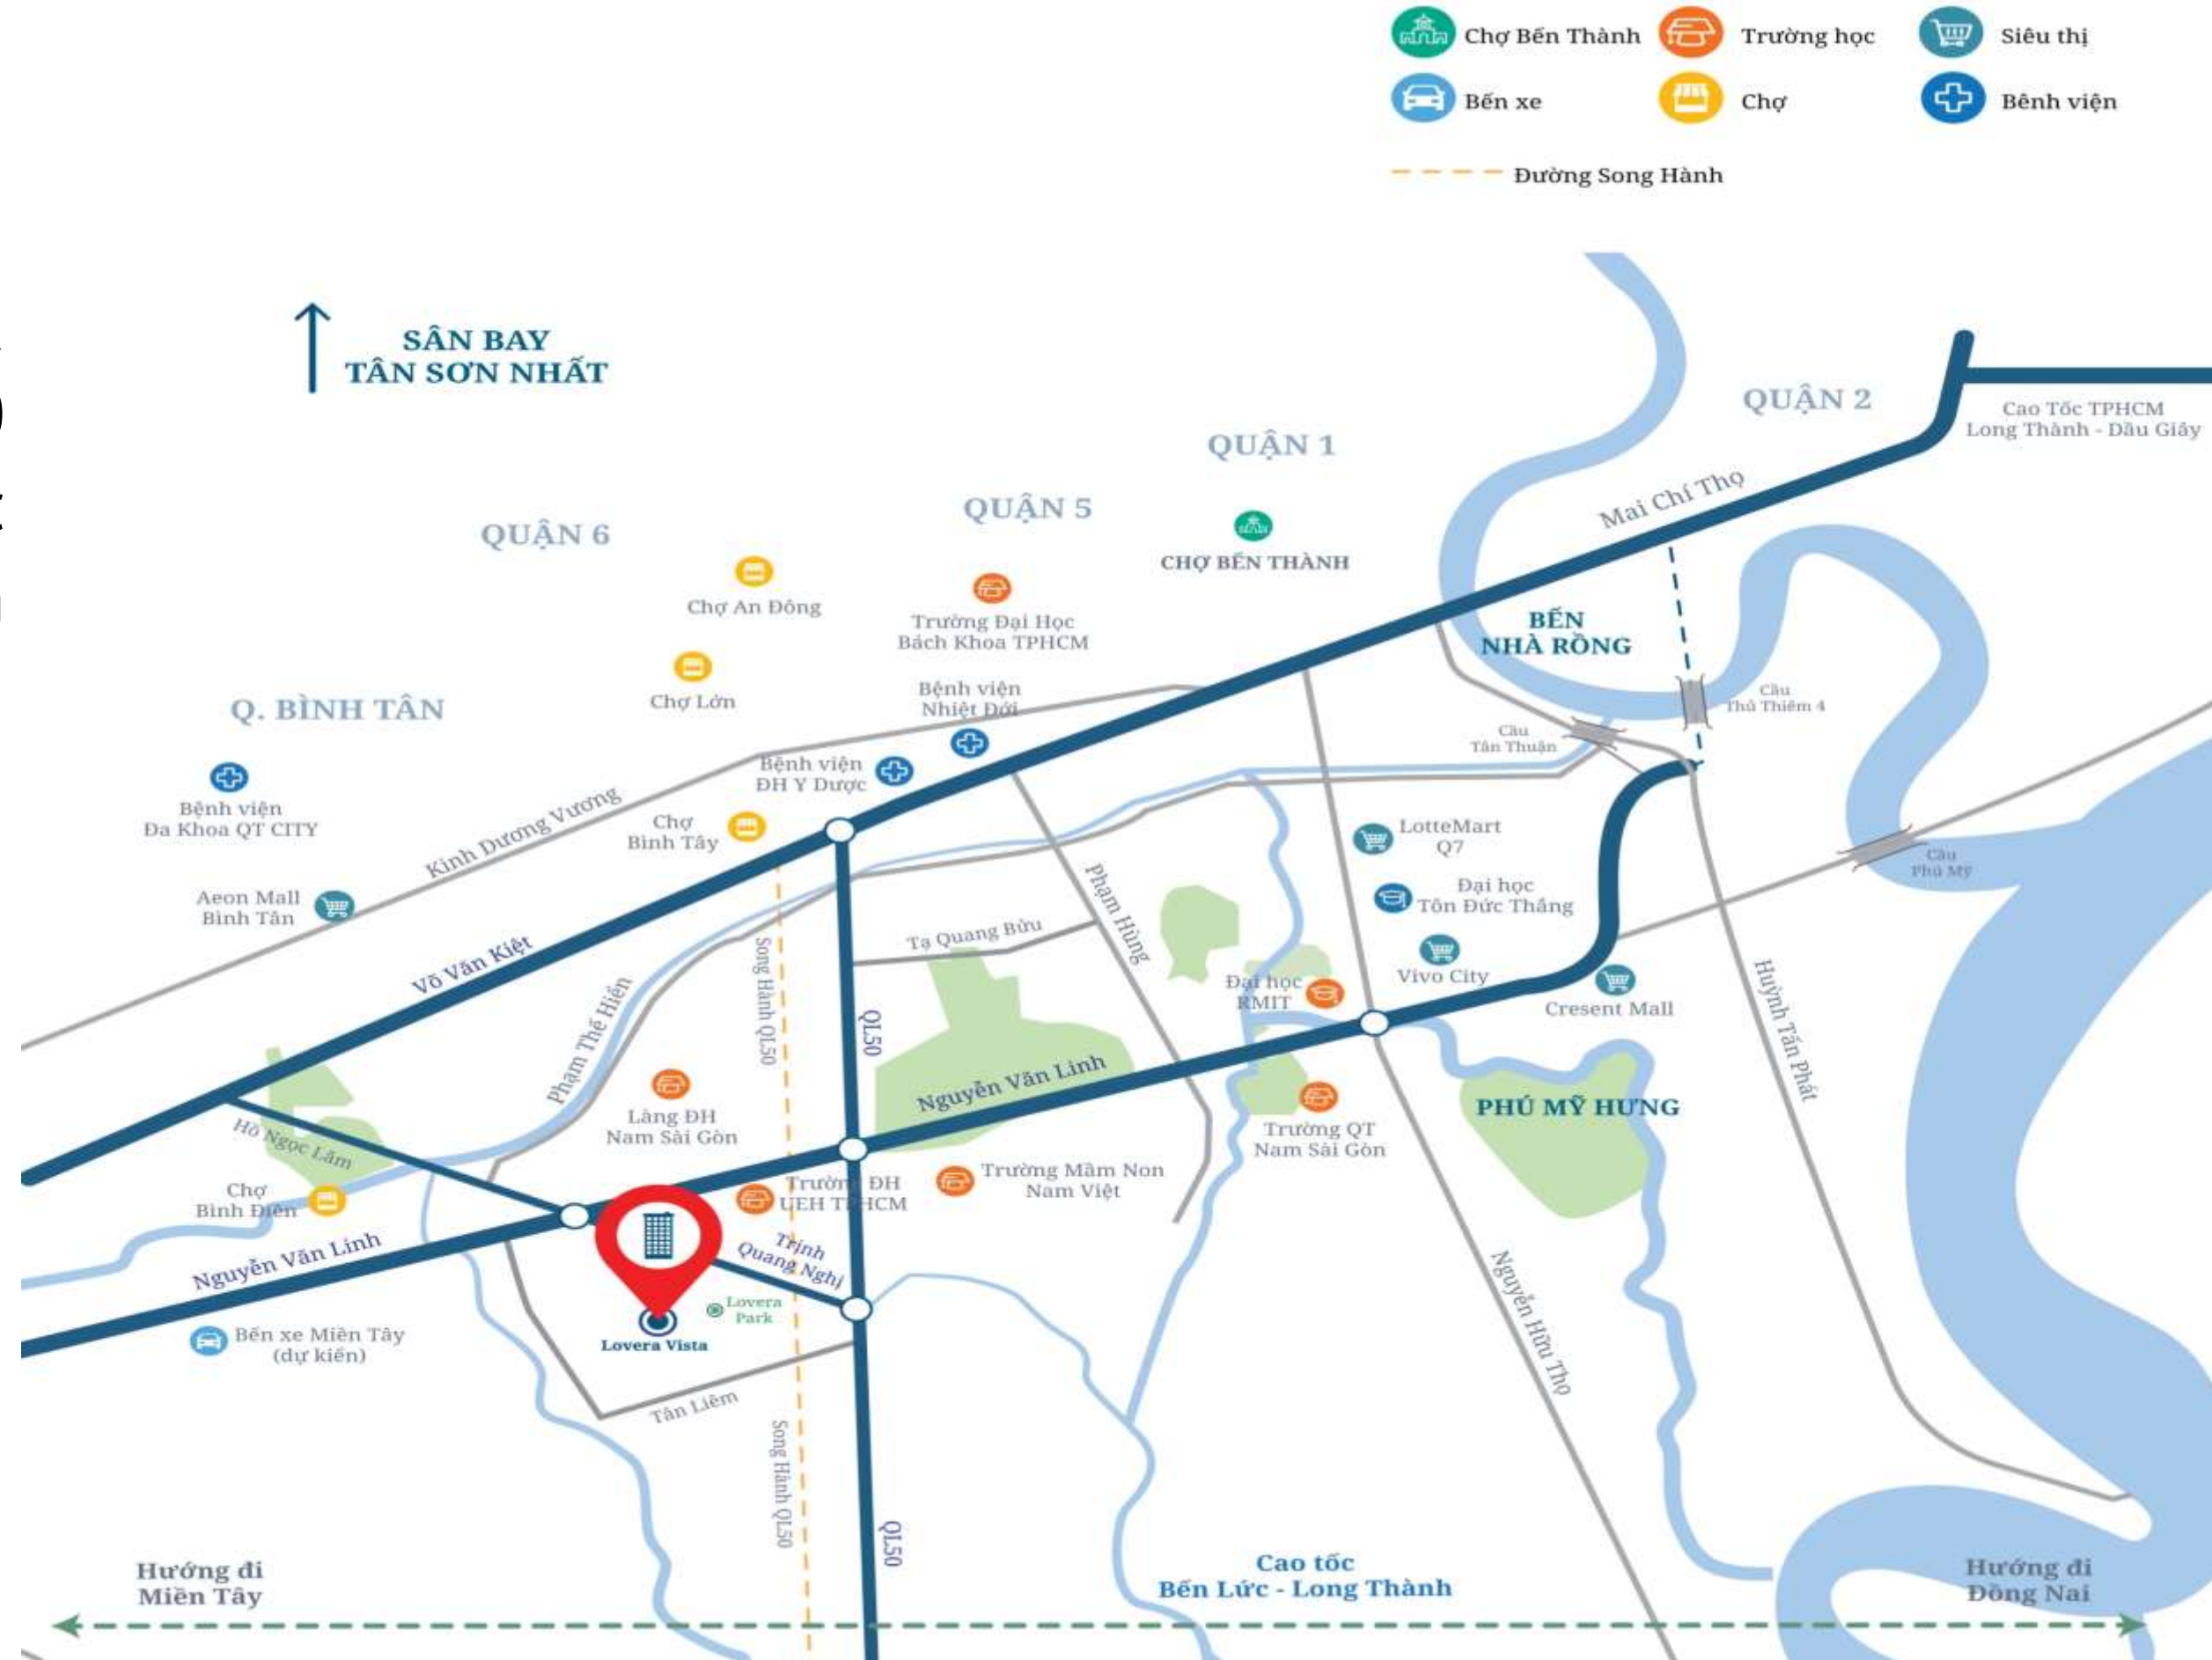 Chợ Bến Thành
Trường học
Siêu thị
Bến xe
Chợ
Bênh viện
Đường Song Hành
SÂN BAY
TÂN SƠN NHẤT
QUẬN 2
Cao Tốc TPHCM
Long Thành - Dầu Giây
QUẬN 1
Mai Chí Thọ
QUẬN 5
QUẬN 6
CHỢ BẾN THÀNH
Chợ An Đông
Trường Đại Học
Bách Khoa TPHCM
BẾN
NHÀ RỒNG
Chợ Lớn
Bệnh viện
Nhiệt Đới
Cầu
Thủ Thiêm 4
Q. BÌNH TÂN
Cầu
Tân Thuận
Bệnh viện
ĐH Y Dược
Bệnh viện
Đa Khoa QT CITY
Kinh Dương Vương
Chợ
Bình Tây
LotteMart
Q7
Cầu
Phú Mỹ
Aeon Mall
Bình Tân
Đại học
Tôn Đức Thắng
Phạm Hùng
Tạ Quang Bửu
Võ Văn Kiệt
Song Hành QL50
Vivo City
Đại học
RMIT
Cresent Mall
Phạm Thế Hiển
QL50
Huỳnh Tấn Phát
Nguyễn Văn Linh
Làng ĐH
Nam Sài Gòn
PHÚ MỸ HƯNG
Hồ Ngọc Lãm
Trường QT
Nam Sài Gòn
Trường Mầm Non
Nam Việt
Trường ĐH
UEH TPHCM
Chợ
Bình Điền
Nguyễn Văn Linh
Trịnh
Quang Nghị
Lovera
Park
Lovera Vista
Bến xe Miền Tây
(dự kiến)
Nguyễn Hữu Thọ
Tân Liêm
Song Hành QL50
QL50
Hướng đi
Miền Tây
Cao tốc
Bến Lức - Long Thành
Hướng đi
Đồng Nai